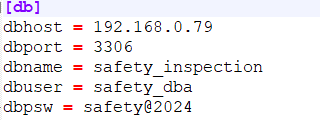 [db]
dbhost = 192.168.0.79
dbport = 3306
dbname = safety_inspection
dbuser = safety_dba
dbpsw = safety@2024